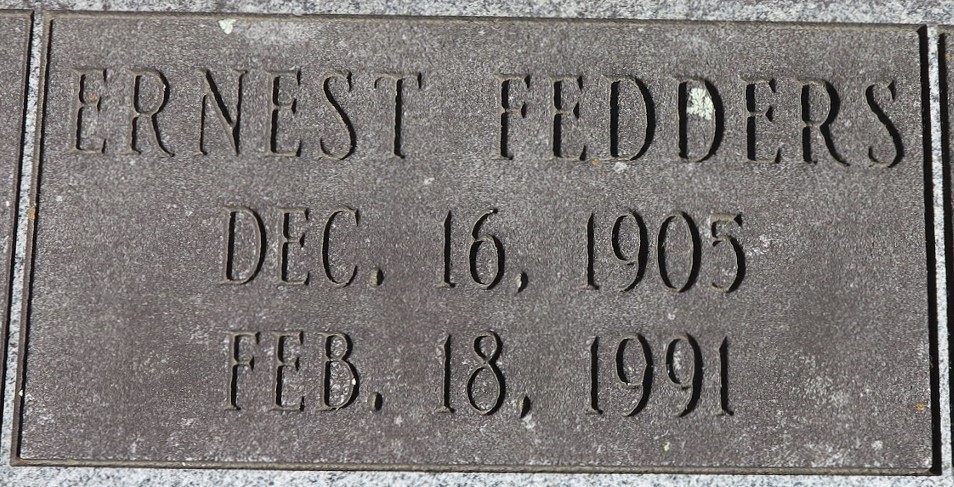 ERNEST FEDDERS
DEC. 16, 1905
FEB. 18, 1991